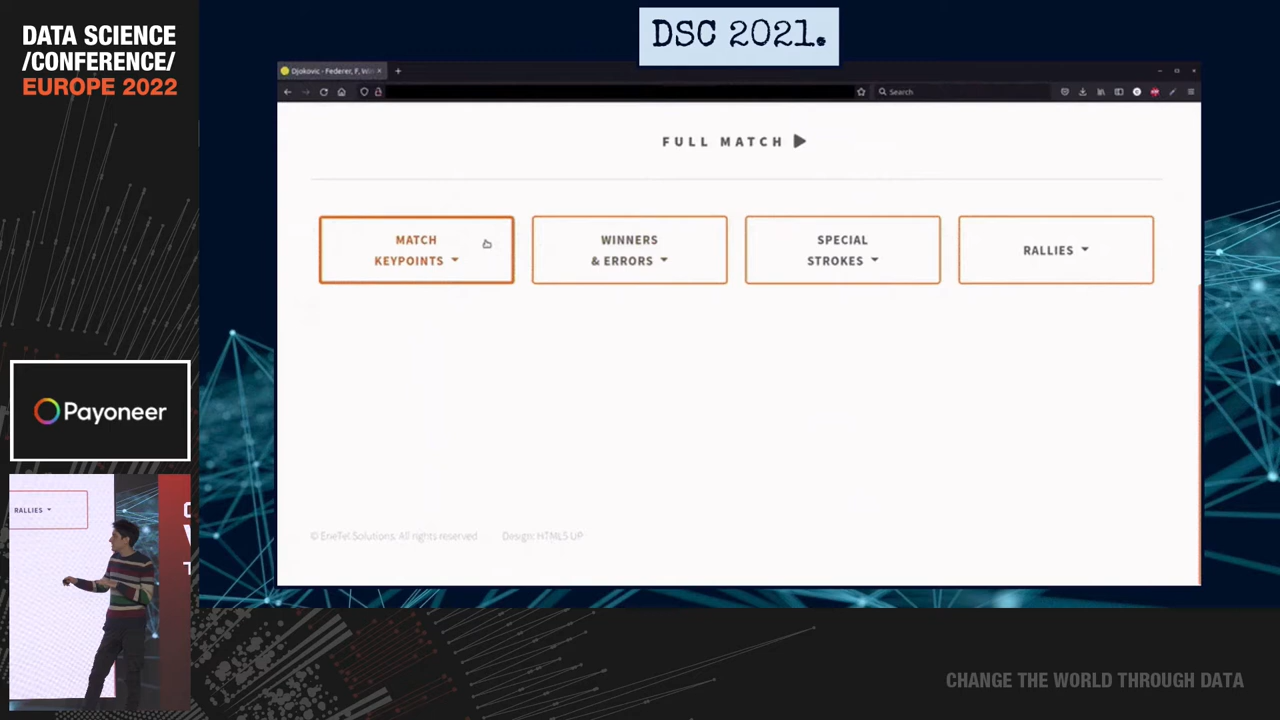 DATA SCIENCE
/CONFERENCE/
EUROPE 2022
DSC 2021.
Djokovic - Federer, F,
Search
FULL MATCH
MATCH
KEYPOINTS
WINNERS
& ERRORS
SPECIAL
STROKES
RALLIES
Payoneer
RALLIES
© EneTel Solutions. All rights reserved
Design: HTML5 UP
CHANGE THE WORLD THROUGH DATA